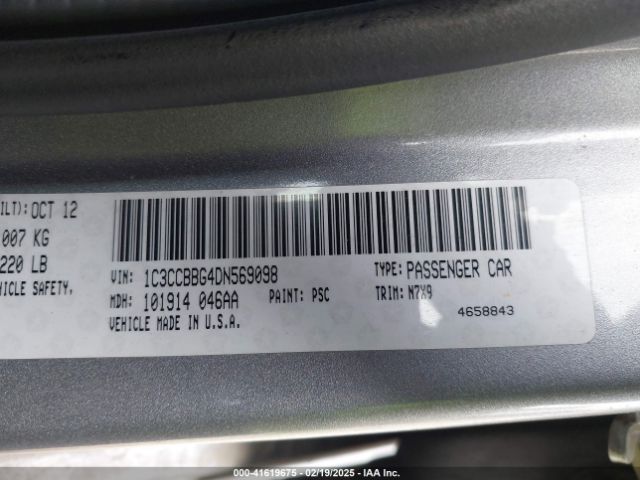 ILT): OCT 12
007 KG
220 LB
HICLE SAFETY,
VIN: 1C3CCBBG4DN569098
TYPE: PASSENGER CAR
MDH: 101914 046AA
PAINT: PSC
TRIM: N7X9
VEHICLE MADE IN U.S.A.
4658843
000-41619675 - 02/19/2025 - IAA Inc.